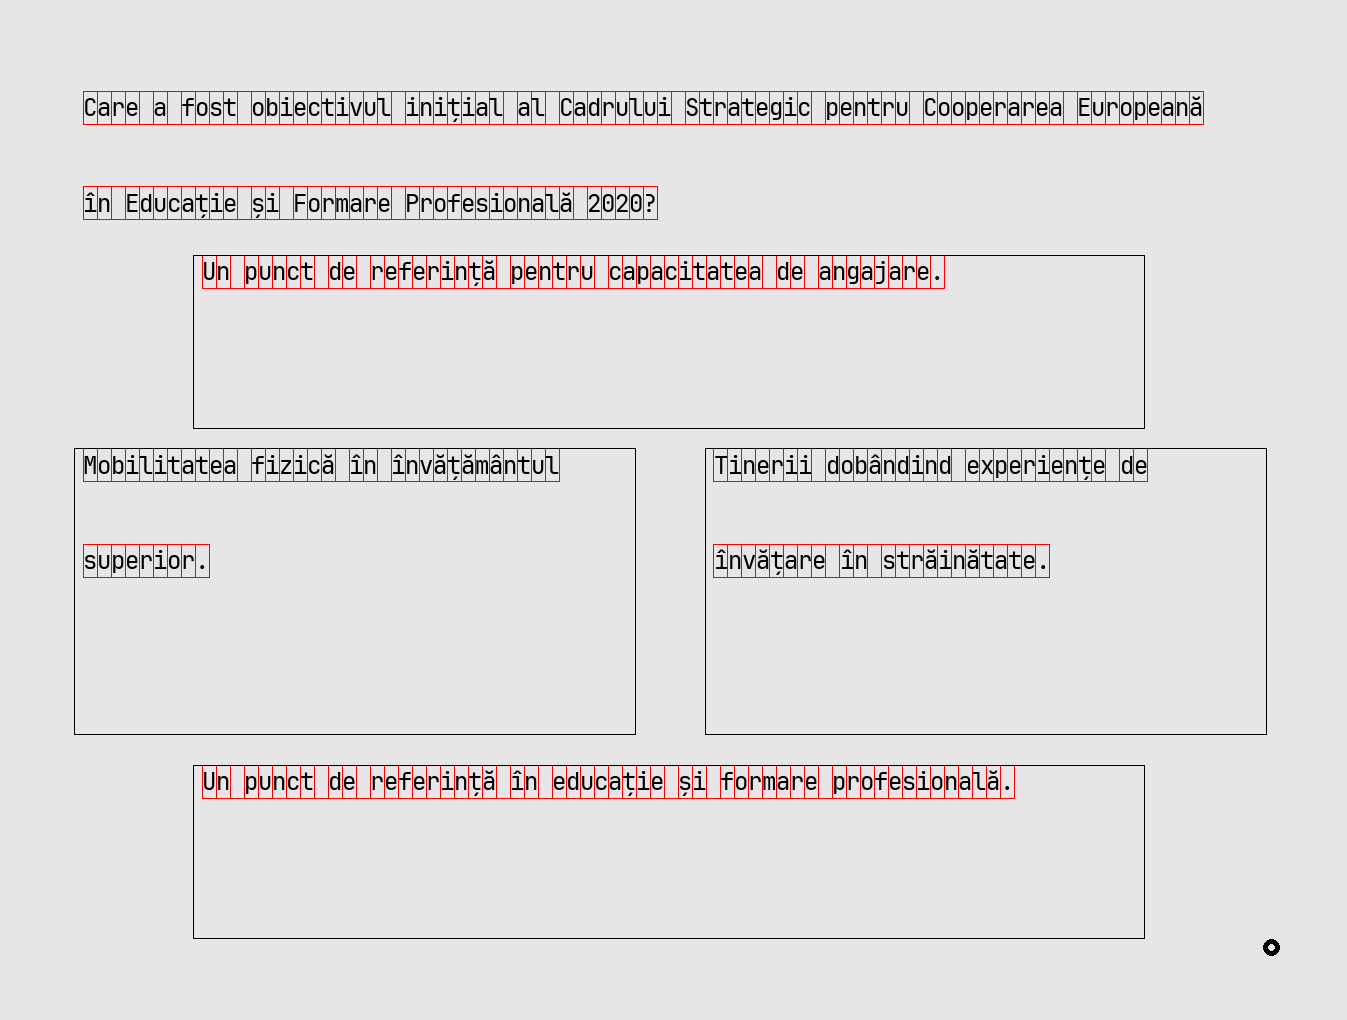 Care a fost obiectivul inițial al Cadrului Strategic pentru Cooperarea Europeană
în Educație și Formare Profesională 2020?
Un punct de referință pentru capacitatea de angajare.
Mobilitatea fizică în învățământul
superior.
Tinerii dobândind experiențe de
învățare în străinătate.
Un punct de referință în educație și formare profesională.